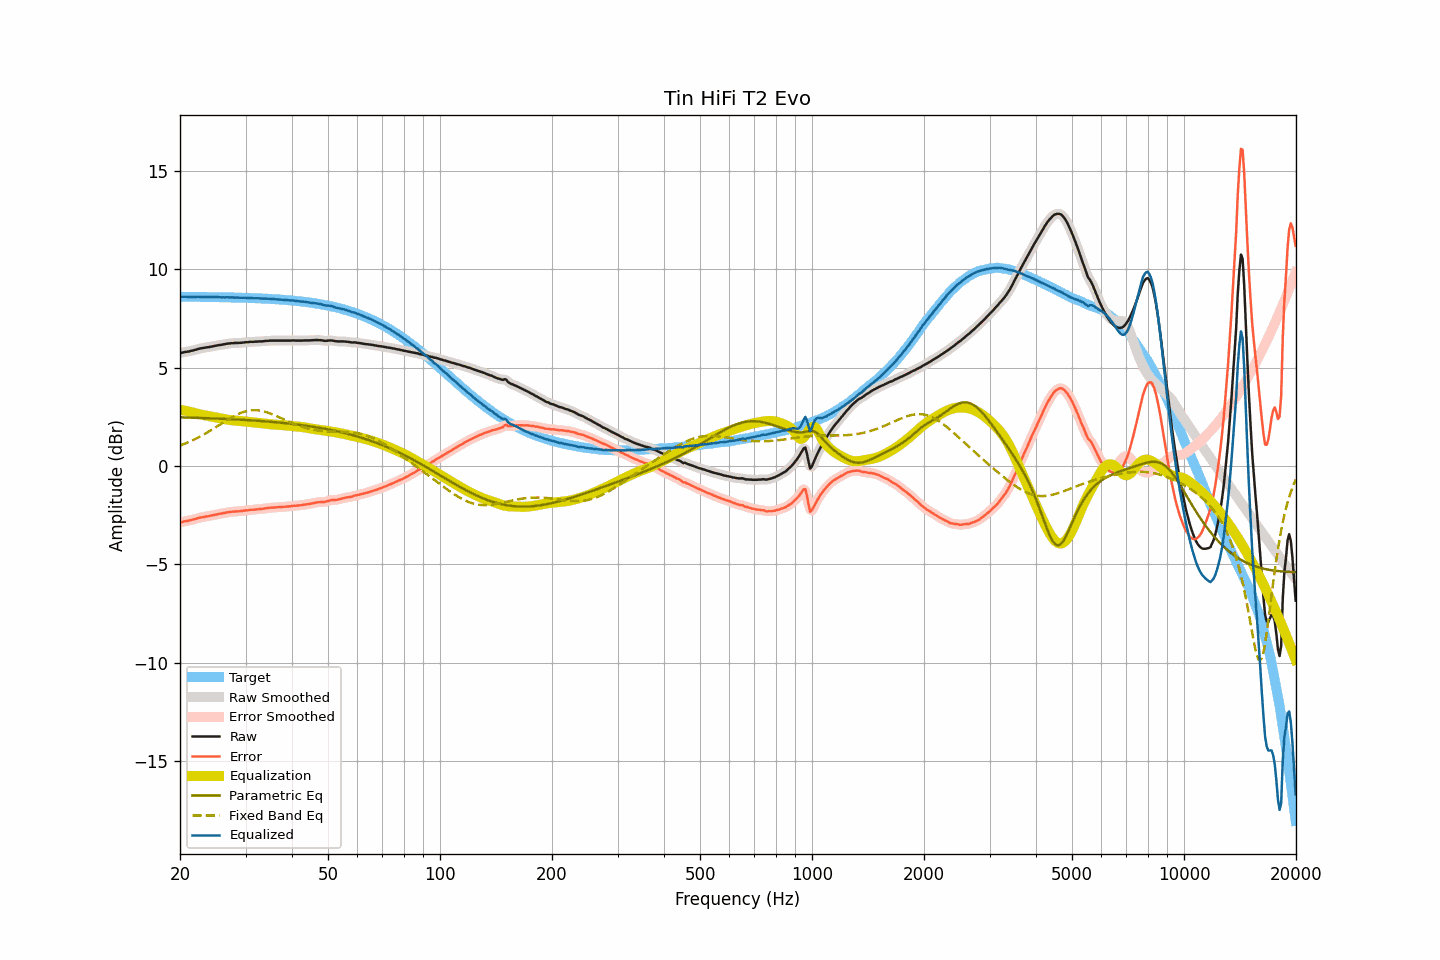 Tin HiFi T2 Evo
Amplitude (dBr)
15
10
5
0
−5
−10
−15
Target
Raw Smoothed
Error Smoothed
Raw
Error
Equalization
Parametric Eq
Fixed Band Eq
Equalized
20 50 100 200 500 1000 2000 5000 10000 20000
Frequency (Hz)